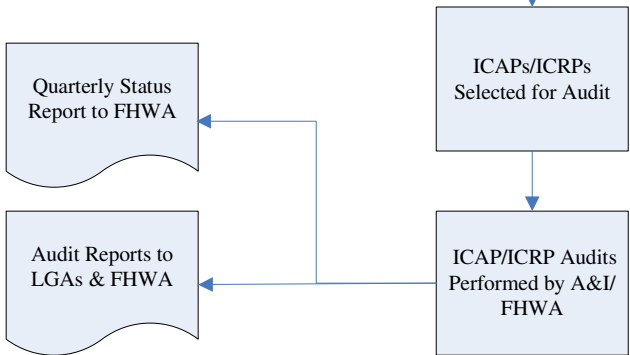 Quarterly Status
Report to FHWA
ICAPs/ICRPs
Selected for Audit
Audit Reports to
LGAs & FHWA
ICAP/ICRP Audits
Performed by A&I/
FHWA